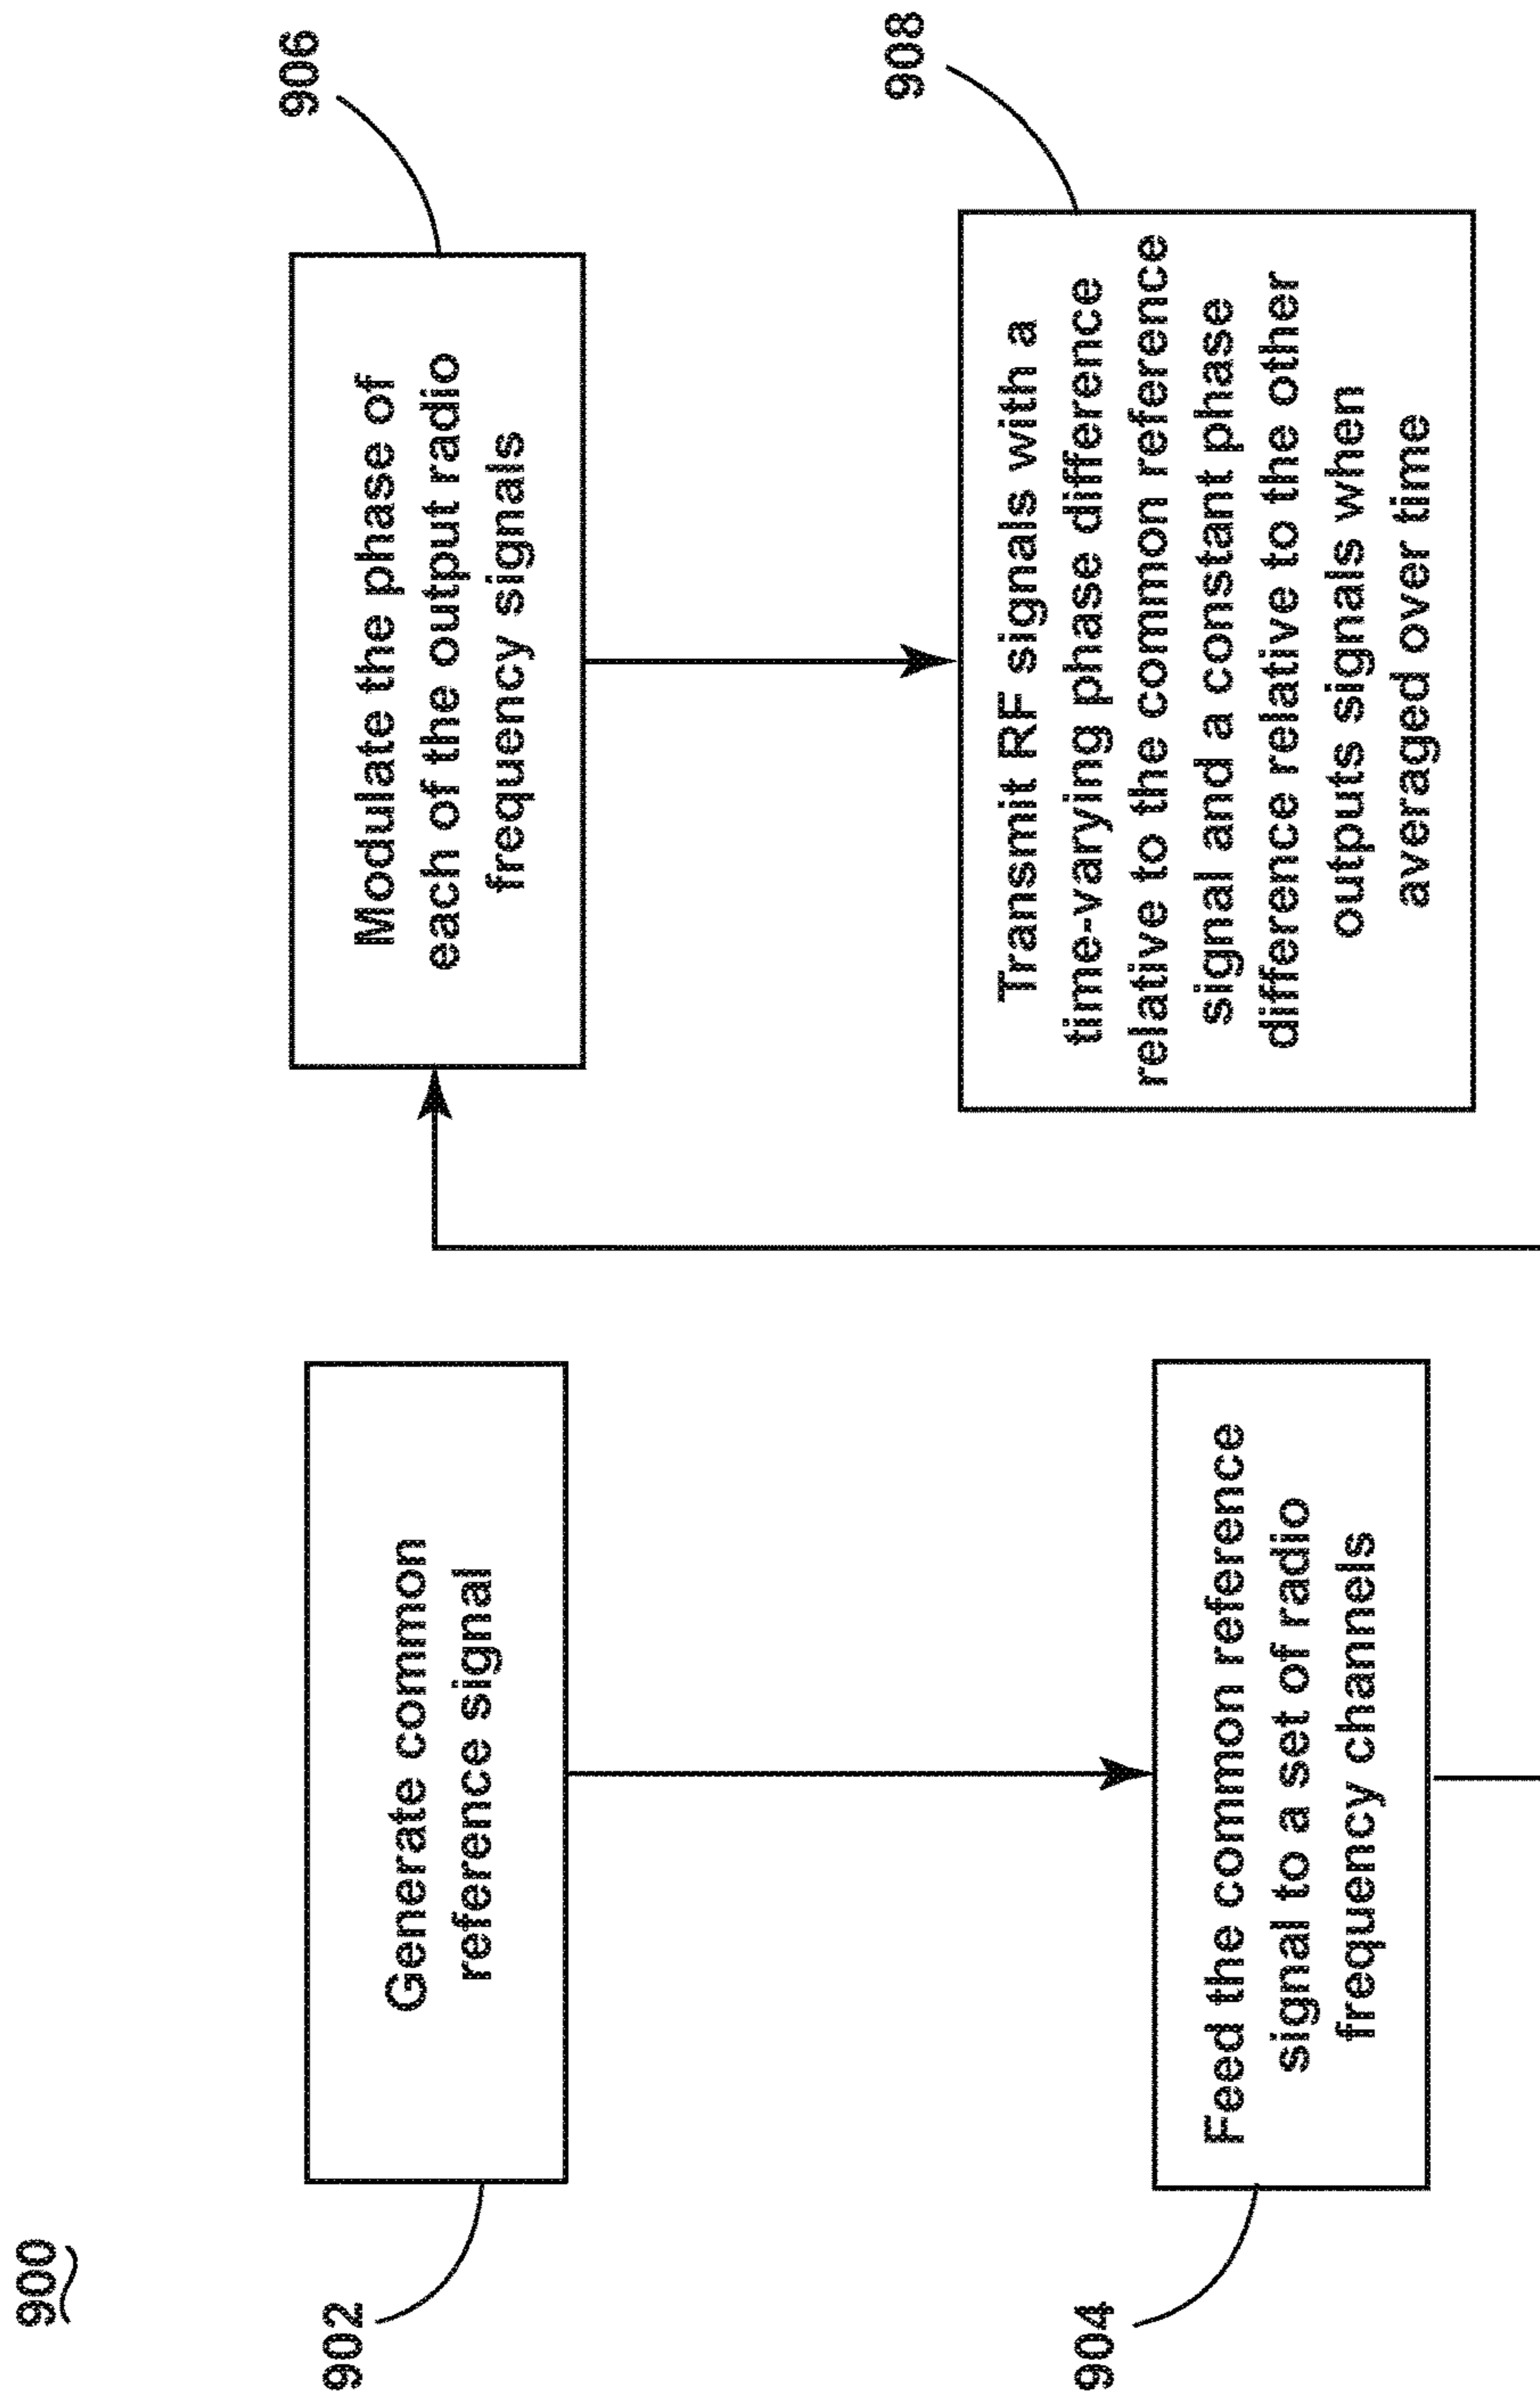 900
902
Generate common
reference signal
904
Feed the common reference
signal to a set of radio
frequency channels
906
Modulate the phase of
each of the output radio
frequency signals
908
Transmit RF signals with a
time-varying phase difference
relative to the common reference
signal and a constant phase
difference relative to the other
outputs signals when
averaged over time